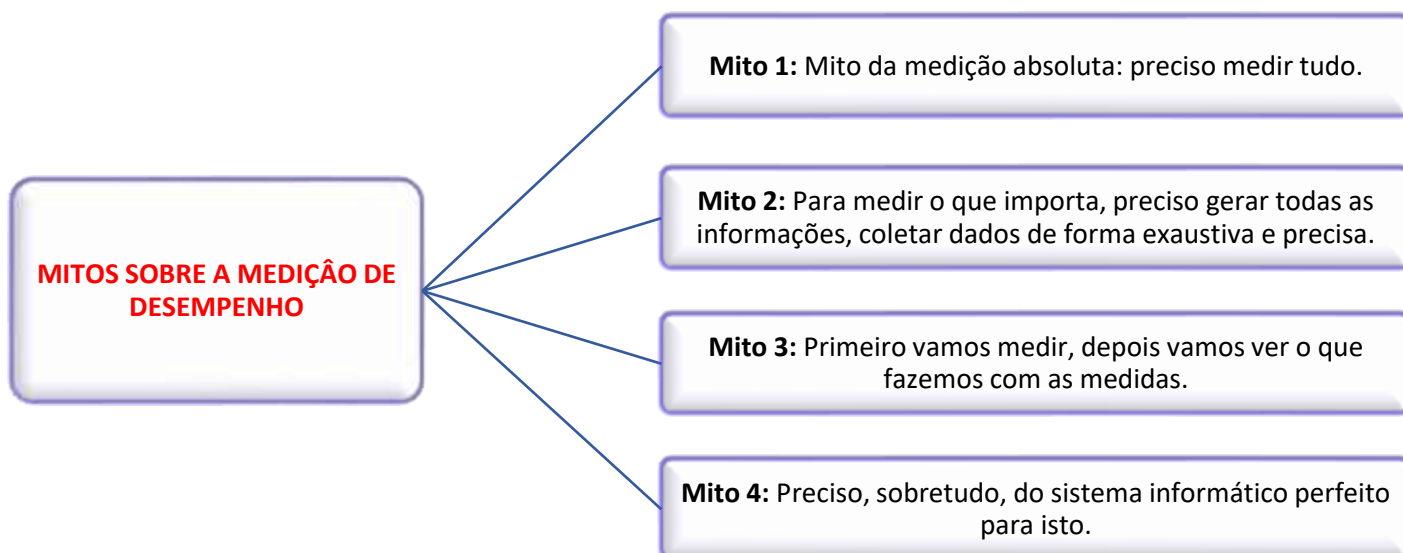 Mito 1: Mito da medição absoluta: preciso medir tudo.
Mito 2: Para medir o que importa, preciso gerar todas as
informações, coletar dados de forma exaustiva e precisa.
MITOS SOBRE A MEDIÇÂO DE
DESEMPENHO
Mito 3: Primeiro vamos medir, depois vamos ver o que
fazemos com as medidas.
Mito 4: Preciso, sobretudo, do sistema informático perfeito
para isto.